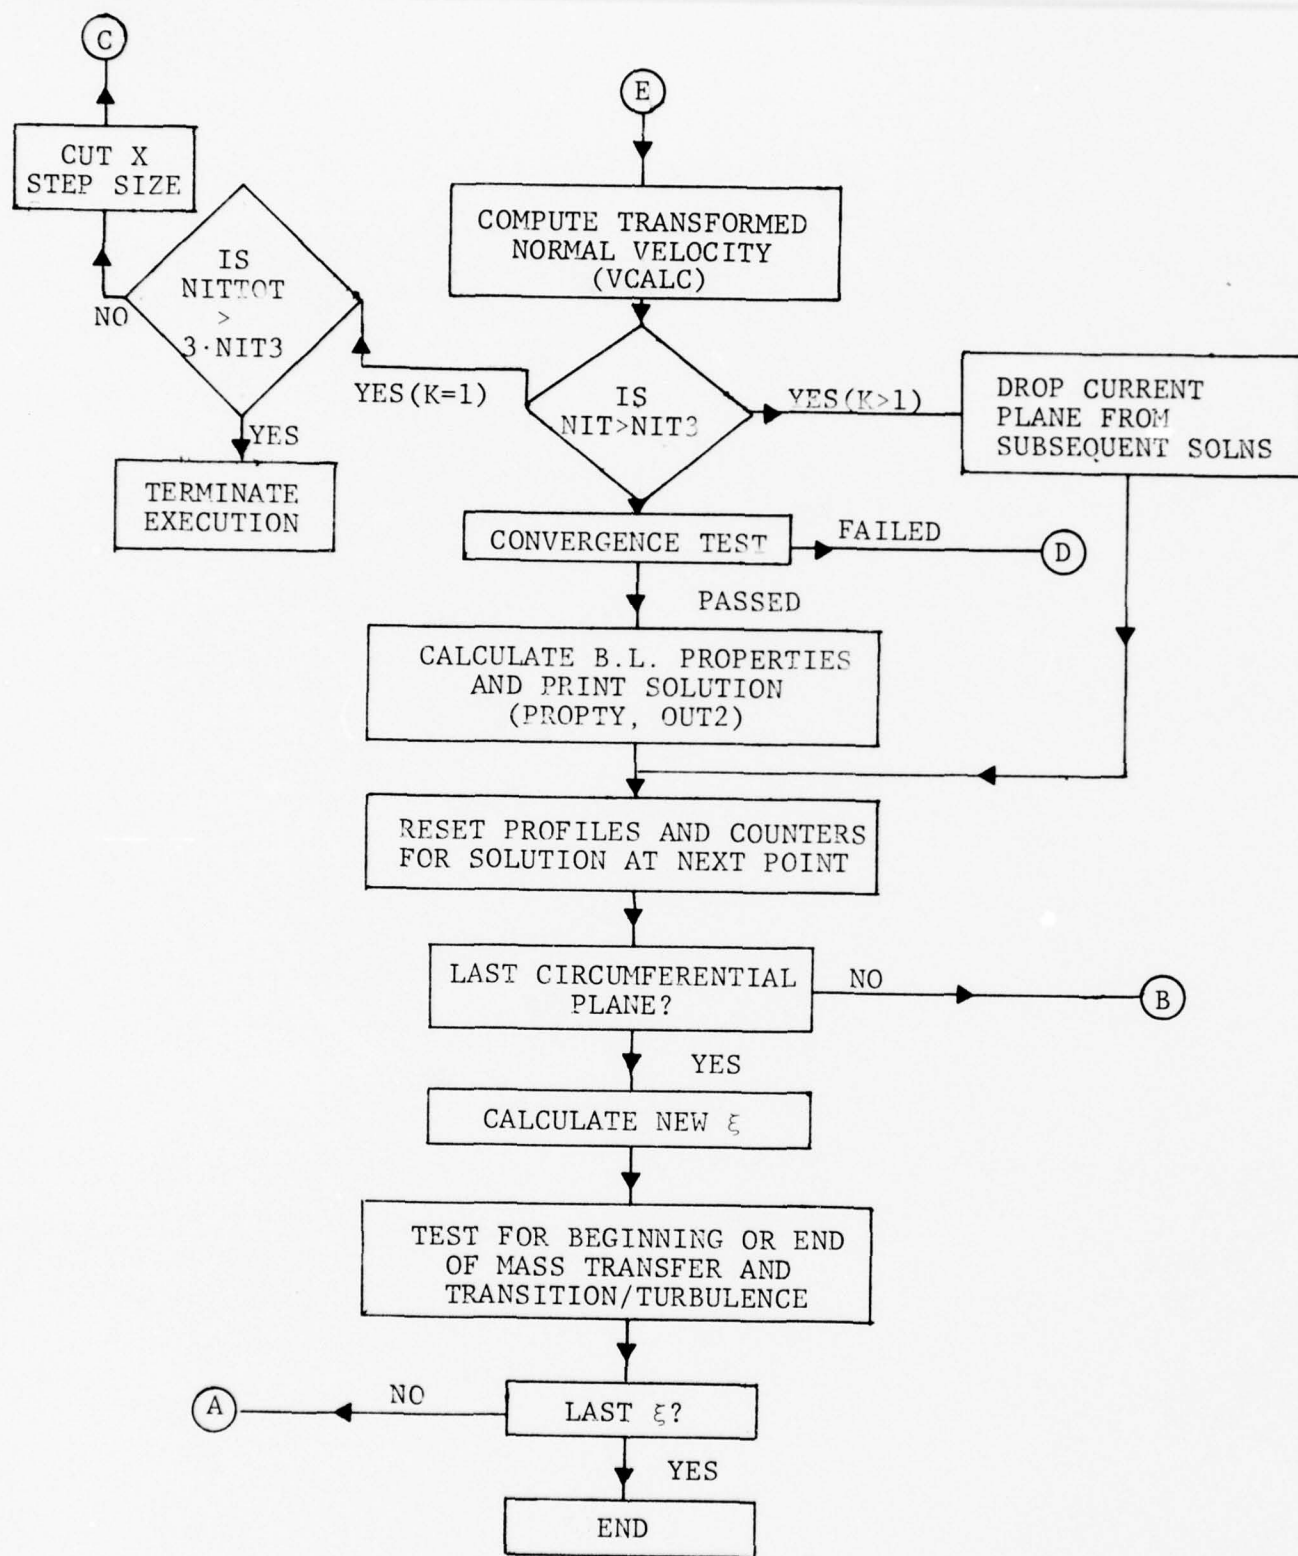 C
E
CUT X
STEP SIZE
COMPUTE TRANSFORMED
NORMAL VELOCITY
(VCALC)
IS
NITTOT
>
3·NIT3
NO
YES(K=1)
IS
NIT>NIT3
YES(K>1)
DROP CURRENT
PLANE FROM
SUBSEQUENT SOLNS
YES
TERMINATE
EXECUTION
CONVERGENCE TEST
FAILED
D
PASSED
CALCULATE B.L. PROPERTIES
AND PRINT SOLUTION
(PROPTY, OUT2)
RESET PROFILES AND COUNTERS
FOR SOLUTION AT NEXT POINT
LAST CIRCUMFERENTIAL
PLANE?
NO
B
YES
CALCULATE NEW ξ
TEST FOR BEGINNING OR END
OF MASS TRANSFER AND
TRANSITION/TURBULENCE
A
NO
LAST ξ?
YES
END